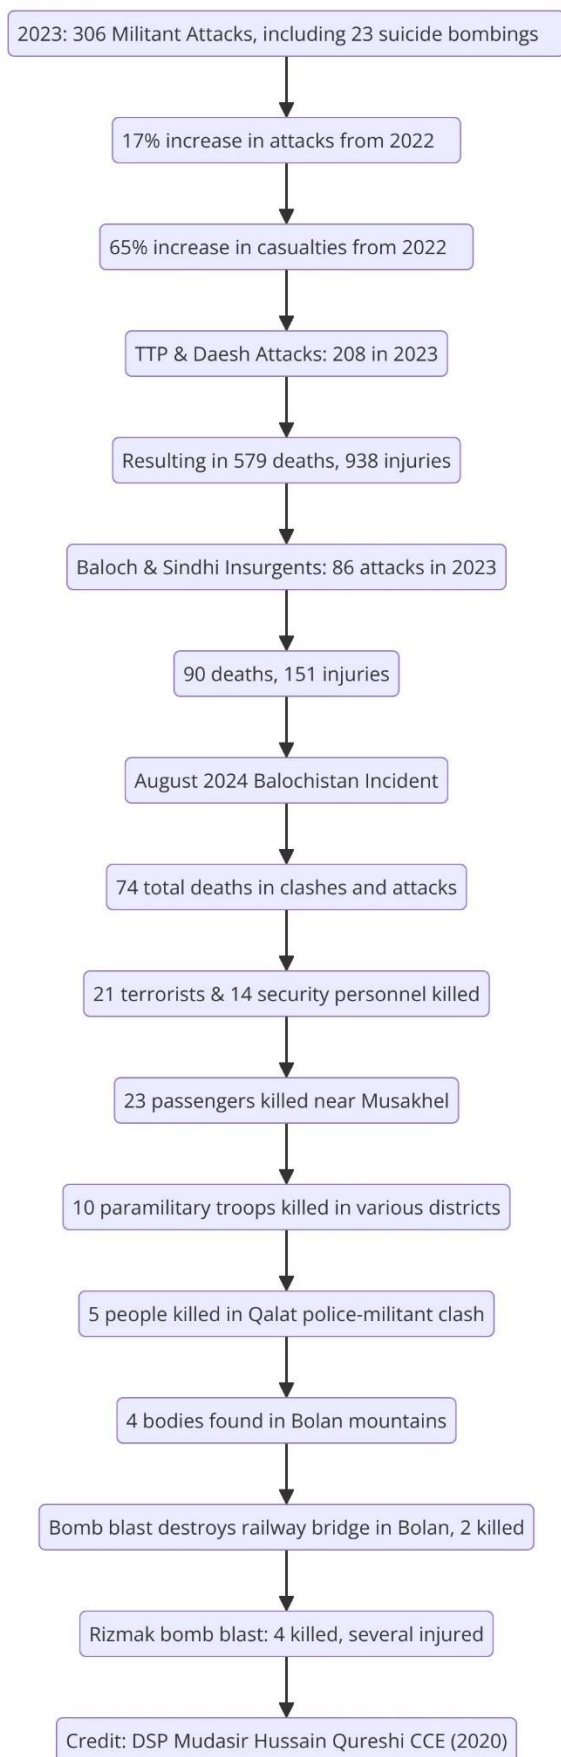 2023: 306 Militant Attacks, including 23 suicide bombings
17% increase in attacks from 2022
65% increase in casualties from 2022
TTP & Daesh Attacks: 208 in 2023
Resulting in 579 deaths, 938 injuries
Baloch & Sindhi Insurgents: 86 attacks in 2023
90 deaths, 151 injuries
August 2024 Balochistan Incident
74 total deaths in clashes and attacks
21 terrorists & 14 security personnel killed
23 passengers killed near Musakhel
10 paramilitary troops killed in various districts
5 people killed in Qalat police-militant clash
4 bodies found in Bolan mountains
Bomb blast destroys railway bridge in Bolan, 2 killed
Rizmak bomb blast: 4 killed, several injured
Credit: DSP Mudasir Hussain Qureshi CCE (2020)